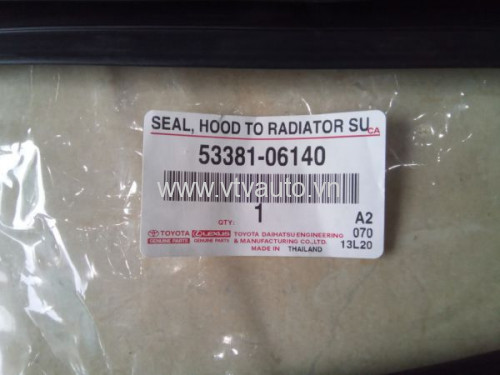 SEAL, HOOD TO RADIATOR SU
CA
53381-06140
www.vtvauto.vn
QTY: 1
A2
TOYOTA LEXUS TOYOTA DAIHATSU ENGINEERING 070
GENUINE PARTS GENUINE PARTS & MANUFACTURING CO.,LTD. 13L20
MADE IN THAILAND